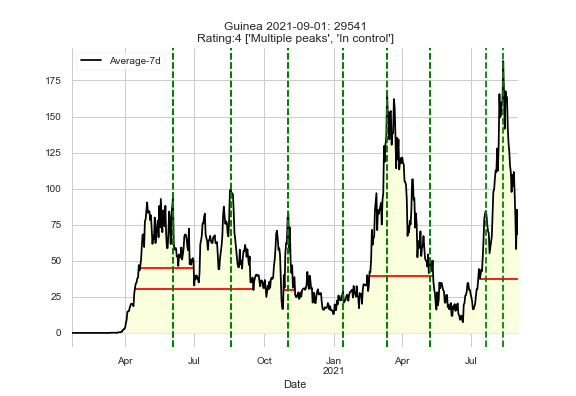 Guinea 2021-09-01: 29541
Rating:4 ['Multiple peaks', 'In control']
Average-7d
175
150
125
100
75
50
25
0
Apr Jul Oct Jan Apr Jul
2021
Date